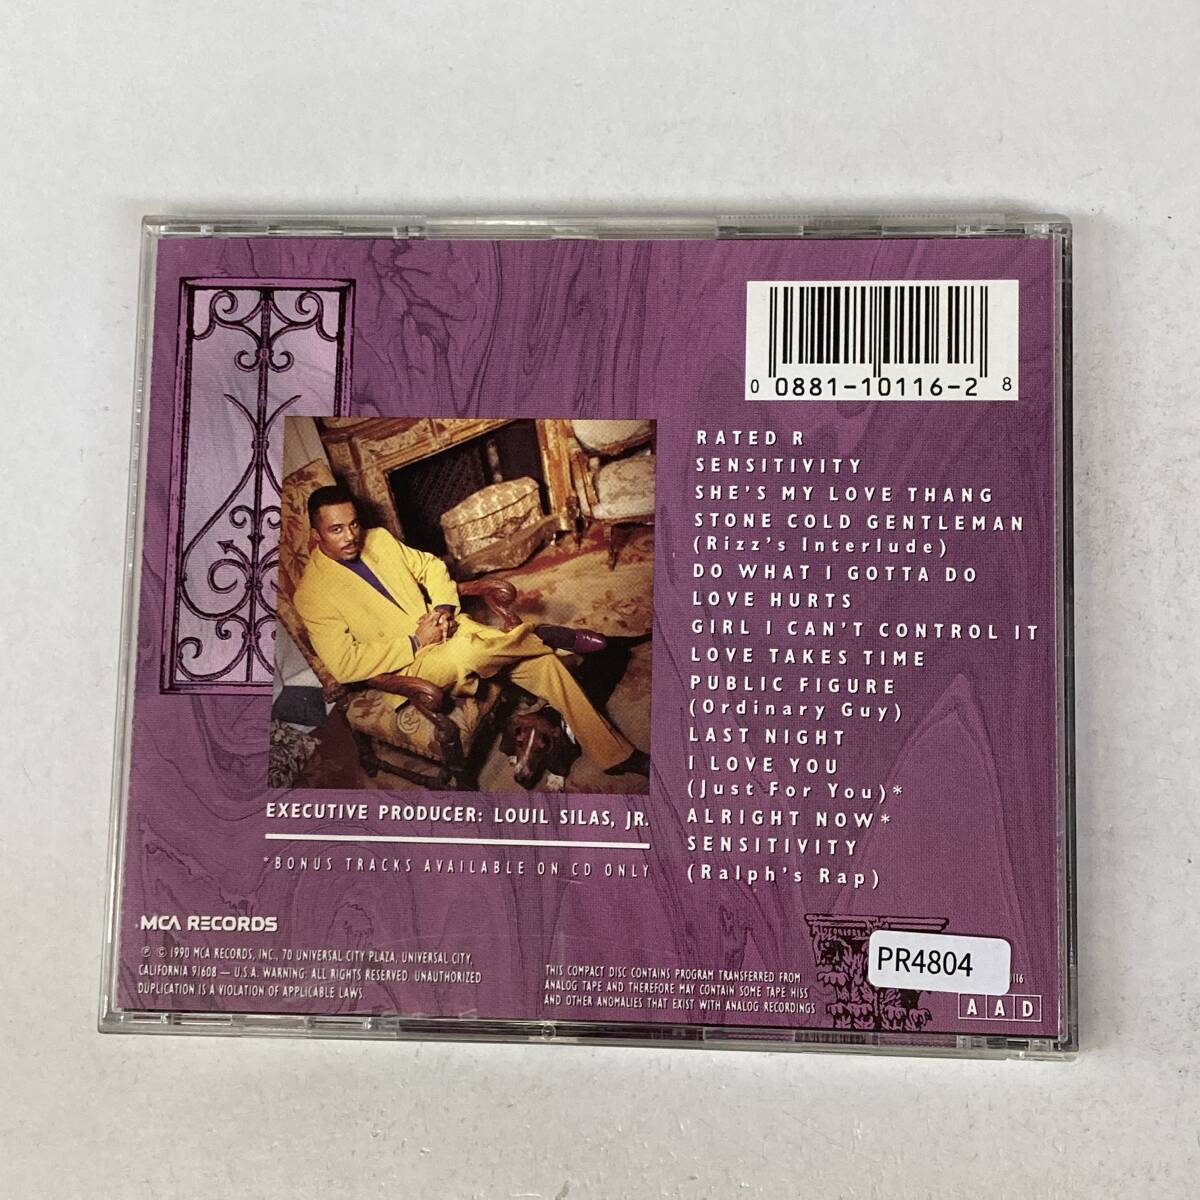 0 0881-10116-2 8
RATED R
SENSITIVITY
SHE'S MY LOVE THANG
STONE COLD GENTLEMAN
(Rizz's Interlude)
DO WHAT I GOTTA DO
LOVE HURTS
GIRL I CAN'T CONTROL IT
LOVE TAKES TIME
PUBLIC FIGURE
(Ordinary Guy)
LAST NIGHT
I LOVE YOU
(Just For You)*
ALRIGHT NOW*
SENSITIVITY
(Ralph's Rap)
EXECUTIVE PRODUCER: LOUIL SILAS, JR.
*BONUS TRACKS AVAILABLE ON CD ONLY
MCA RECORDS
℗ © 1990 MCA RECORDS, INC., 70 UNIVERSAL CITY PLAZA, UNIVERSAL CITY,
CALIFORNIA 91608 — U.S.A. WARNING: ALL RIGHTS RESERVED. UNAUTHORIZED
DUPLICATION IS A VIOLATION OF APPLICABLE LAWS.
THIS COMPACT DISC CONTAINS PROGRAM TRANSFERRED FROM
ANALOG TAPE AND THEREFORE MAY CONTAIN SOME TAPE HISS
AND OTHER ANOMALIES THAT EXIST WITH ANALOG RECORDINGS
PR4804
AAD